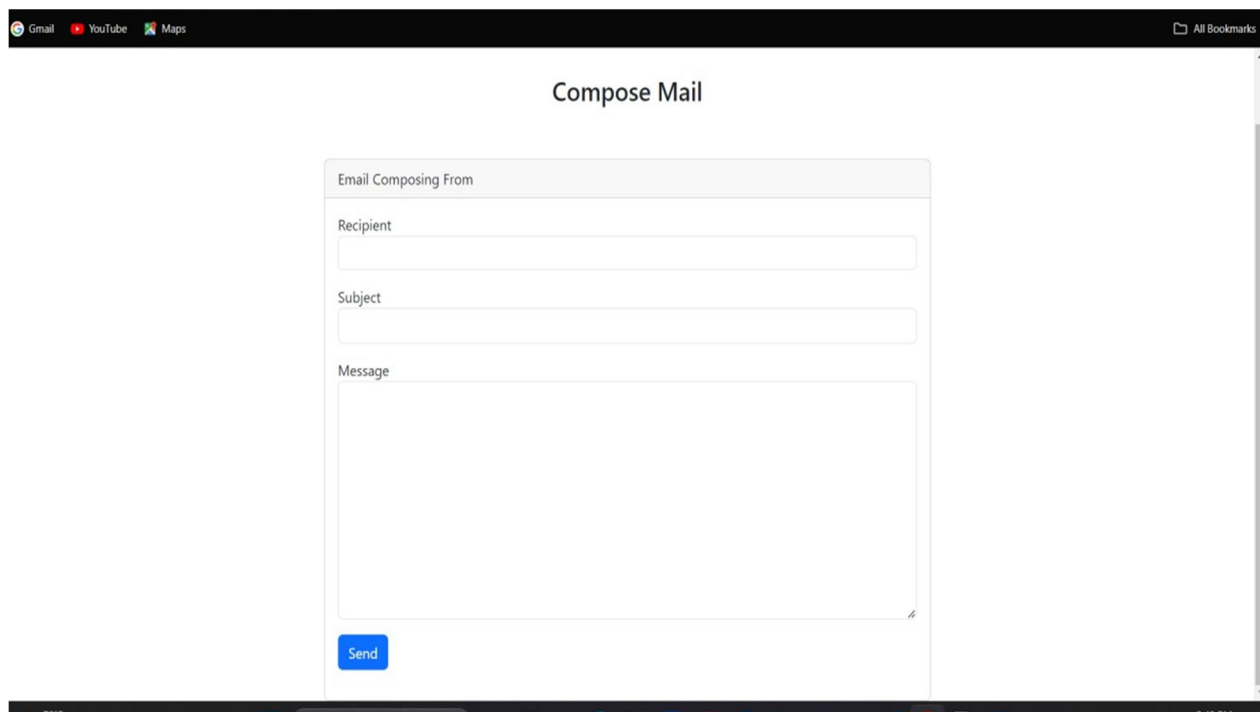 Gmail YouTube Maps All Bookmarks
Compose Mail
Email Composing From
Recipient
Subject
Message
Send